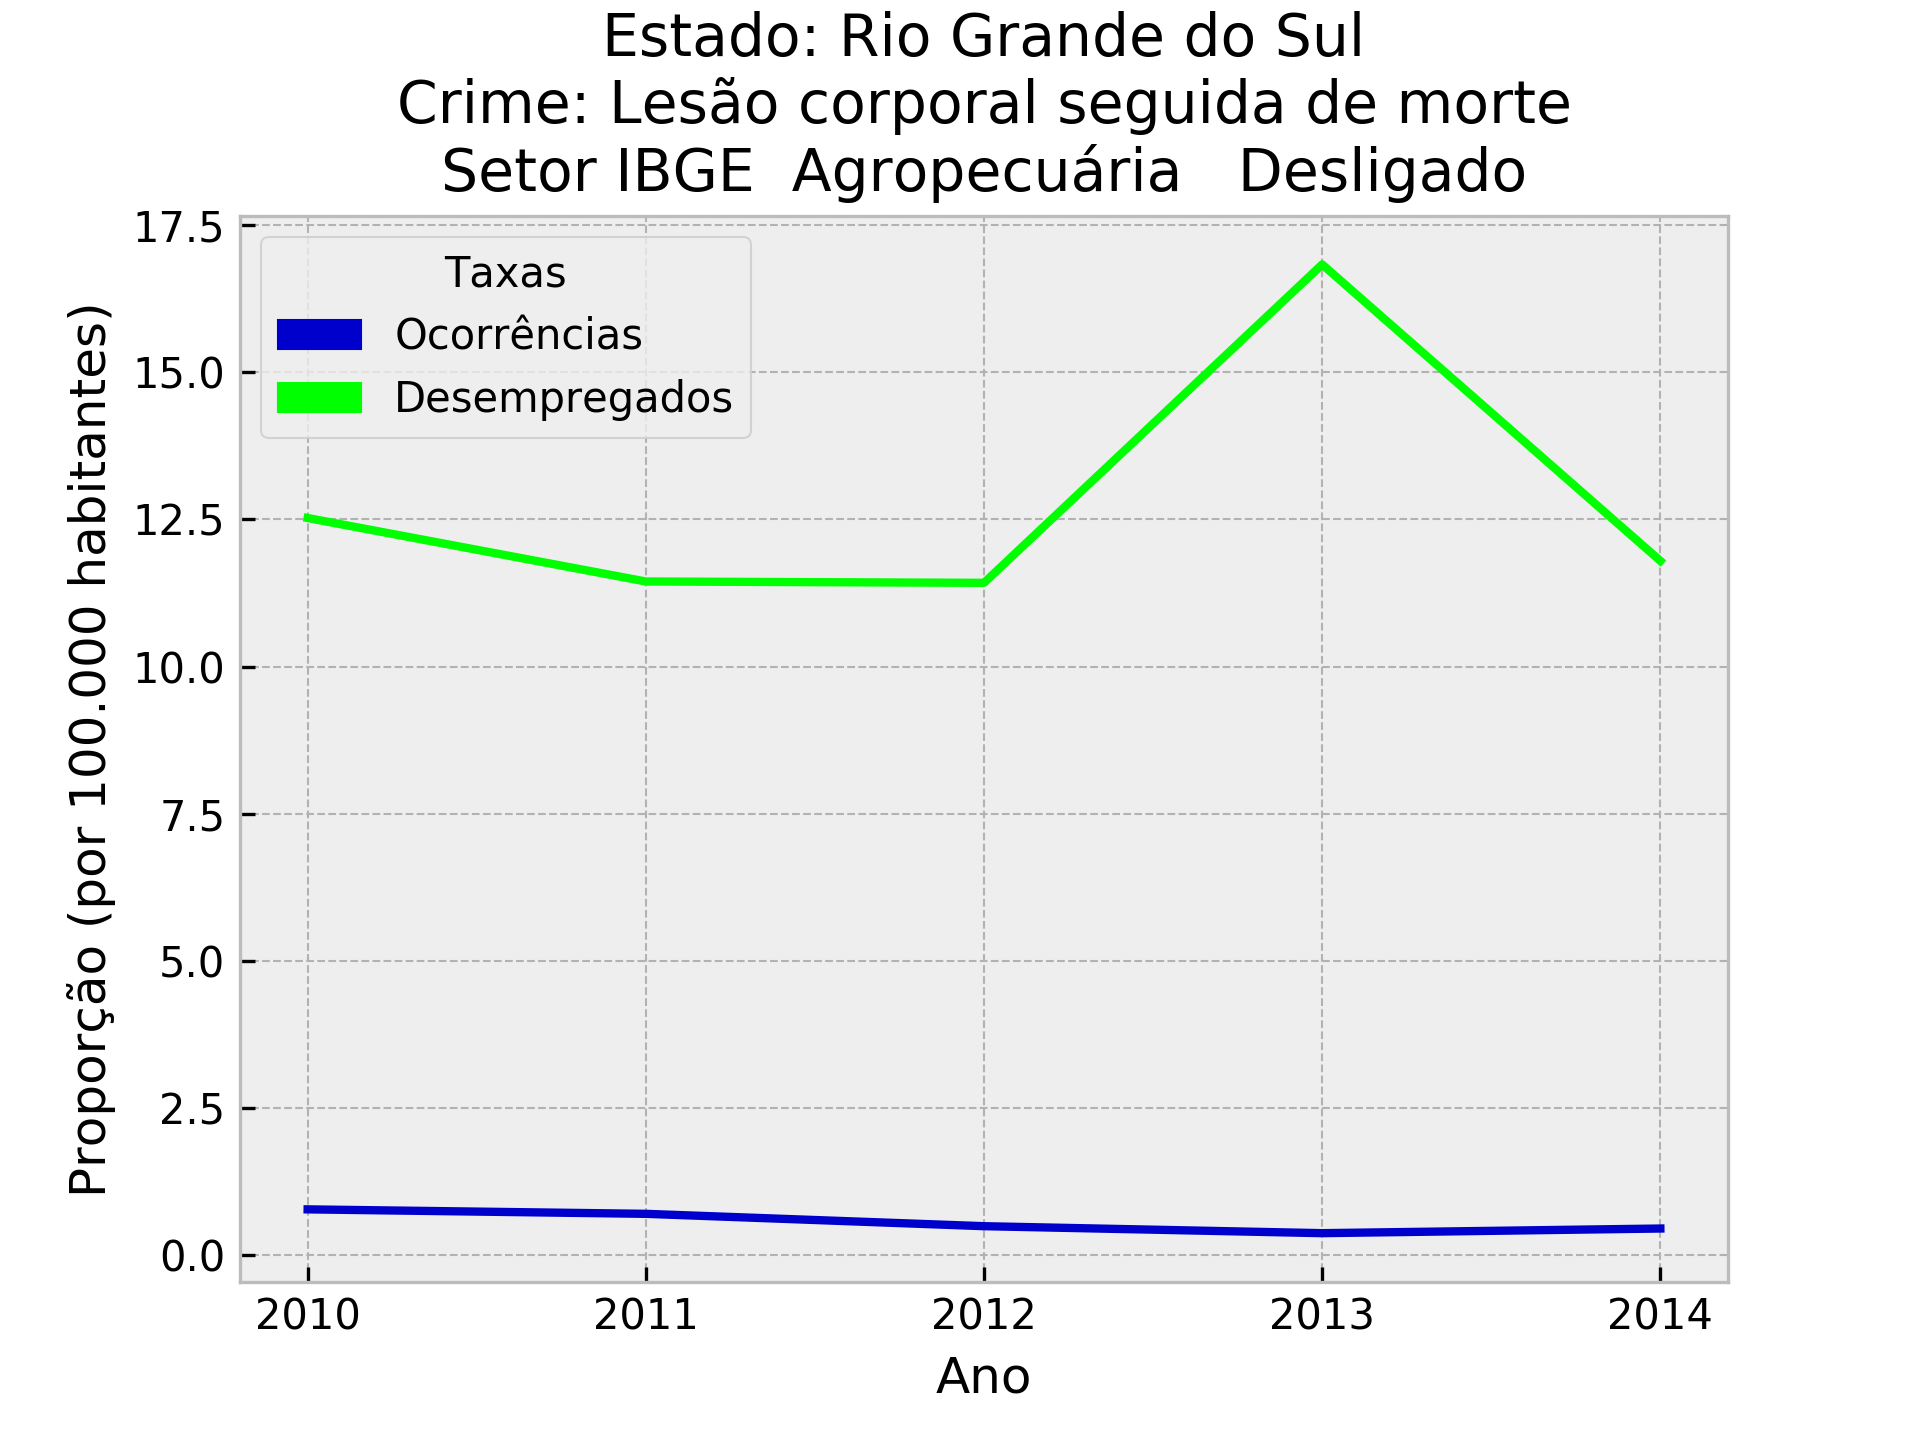 Estado: Rio Grande do Sul
Crime: Lesão corporal seguida de morte
Setor IBGE  Agropecuária   Desligado
17.5
15.0
12.5
10.0
7.5
5.0
2.5
0.0
Proporção (por 100.000 habitantes)
Taxas
Ocorrências
Desempregados
2010 2011 2012 2013 2014
Ano